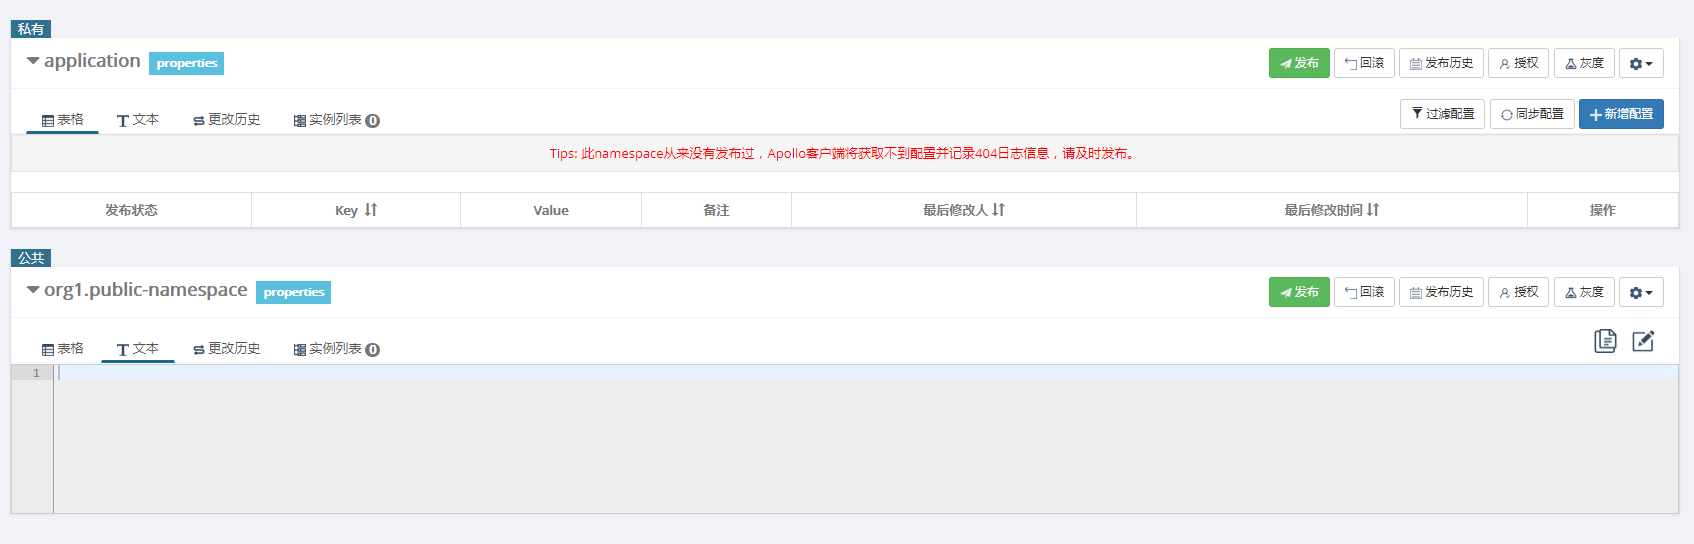 私有
application properties 发布 回滚 发布历史 授权 灰度
表格 文本 更改历史 实例列表 0 过滤配置 同步配置 新增配置
Tips: 此namespace从来没有发布过，Apollo客户端将获取不到配置并记录404日志信息，请及时发布。
发布状态 Key Value 备注 最后修改人 最后修改时间 操作
公共
org1.public-namespace properties 发布 回滚 发布历史 授权 灰度
表格 文本 更改历史 实例列表 0
1